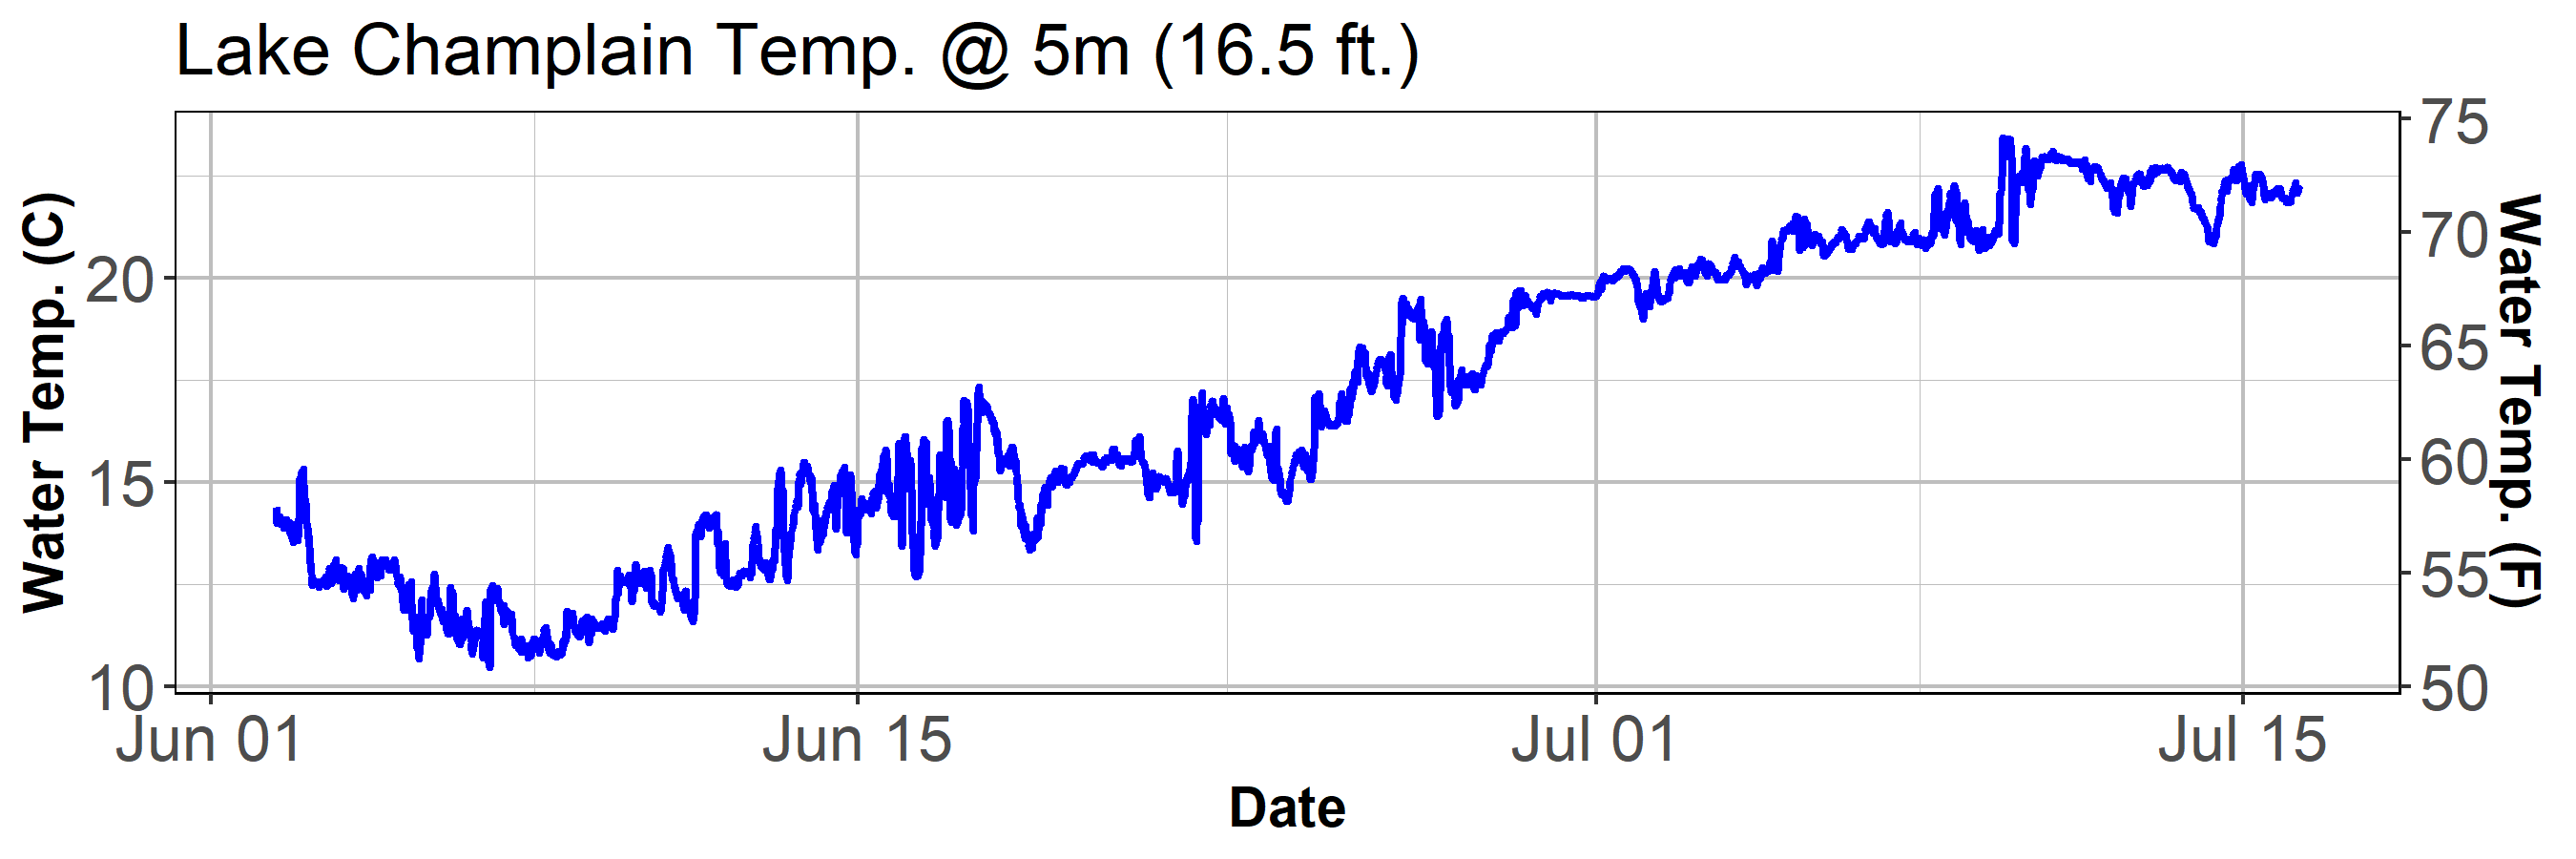 Lake Champlain Temp. @ 5m (16.5 ft.)
Water Temp. (C)
20
15
10
75
70
65
60
55
50
Water Temp. (F)
Jun 01
Jun 15
Jul 01
Jul 15
Date